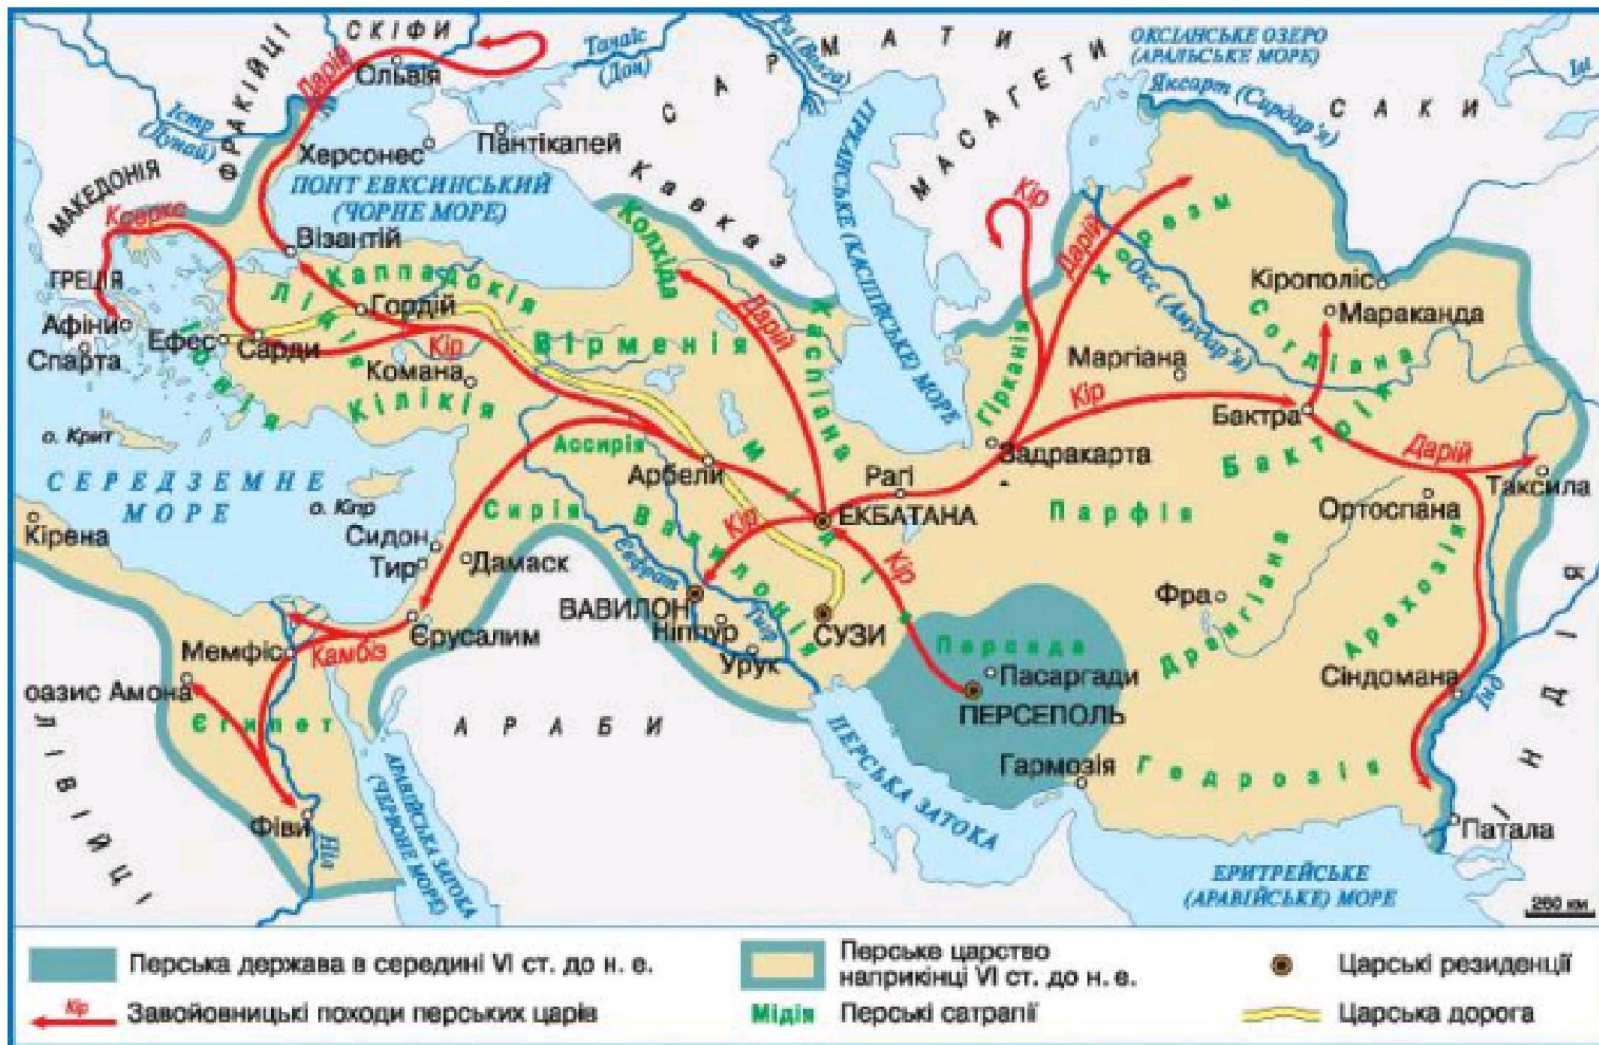 СКІФИ
ФРАКІЙЦІ
Дарій
Ольвія
Істр
(Дунай)
Танаїс
(Дон)
Ра (Волга)
САРМАТИ
МАСАГЕТИ
ОКСІАНСЬКЕ ОЗЕРО
(АРАЛЬСЬКЕ МОРЕ)
Яксарт (Сирдар'я)
САКИ
Херсонес
Пантікапей
Кавказ
ПОНТ ЕВКСИНСЬКИЙ
(ЧОРНЕ МОРЕ)
ГІРКАНСЬКЕ (КАСПІЙСЬКЕ) МОРЕ
МАКЕДОНІЯ
Ксеркс
Візантій
Колхіда
Кір
Дарій
Хорезм
Окс (Амудар'я)
Кірополіс
Мараканда
Согдіана
ГРЕЦІЯ
Афіни
Спарта
Ефес
Сарди
Іонія
Лідія
Каппадокія
Гордій
Кір
Вірменія
Дарій
Каспіана
Комана
Кілікія
Гірканія
Маргіана
Кір
Бактра
Бактрія
Дарій
Таксила
Ортоспана
о. Крит
СЕРЕДЗЕМНЕ
МОРЕ
о. Кіпр
Ассирія
Арбели
Мідія
Рагі
ЕКБАТАНА
Задракарта
Парфія
Кірена
Сирія
Сидон
Тир
Дамаск
Вавилонія
Євфрат
Кір
Кір
ВАВИЛОН
Ніппур
Тигр
Урук
СУЗИ
Фра
Дрангіана
Арахозія
ІНДІЯ
Мемфіс
Камбіз
Єрусалим
оазис Амона
Єгипет
ЛІВІЙЦІ
АРАБИ
Персида
Пасаргади
ПЕРСЕПОЛЬ
Сіндомана
Інд
Фіви
Ніл
АРАВІЙСЬКА ЗАТОКА
(ЧЕРВОНЕ МОРЕ)
ПЕРСЬКА ЗАТОКА
Гармозія
Гедрозія
Патала
ЕРИТРЕЙСЬКЕ
(АРАВІЙСЬКЕ) МОРЕ
260 км
Перська держава в середині VI ст. до н. е.
Перське царство
наприкінці VI ст. до н. е.
Царські резиденції
Кір
Завойовницькі походи перських царів
Мідія
Перські сатрапії
Царська дорога